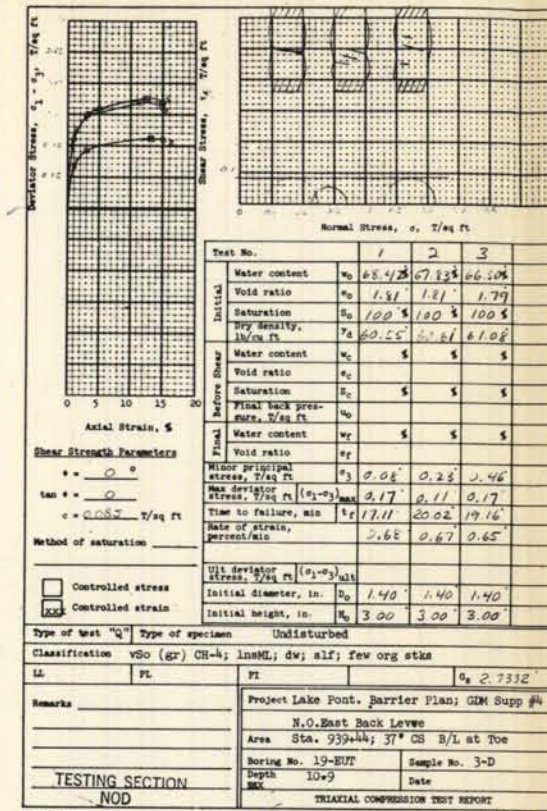 Deviator Stress, σ1 - σ3, T/sq ft
Shear Stress, T/sq ft
0.1
0 5 10 15 20
Axial Strain, %
Normal Stress, σ, T/sq ft
Shear Strength Parameters
φ = 0 °
tan φ = 0
c = 0.085 T/sq ft
Method of saturation
Controlled stress
XXX Controlled strain
Test No. 1 2 3
Initial
Water content w0 68.42% 67.83% 66.50%
Void ratio e0 1.81 1.81 1.79
Saturation S0 100 % 100 % 100 %
Dry density, lb/cu ft γd 60.55 61.08
Before Shear
Water content wc % % %
Void ratio ec
Saturation Sc % % %
Final back pressure, T/sq ft u0
Final
Water content wf % % %
Void ratio ef
Minor principal stress, T/sq ft σ3 0.08 0.23 0.46
Max deviator stress, T/sq ft (σ1-σ3)max 0.17 0.11 0.17
Time to failure, min tf 17.11 20.02 19.16
Rate of strain, percent/min 0.68 0.67 0.65
Ult deviator stress, T/sq ft (σ1-σ3)ult
Initial diameter, in. D0 1.40 1.40 1.40
Initial height, in. H0 3.00 3.00 3.00
Type of test "Q" Type of specimen Undisturbed
Classification vSo (gr) CH-4; lnsML; dw; slf; few org stks
LL PL PI Gs 2.7332
Remarks
Project Lake Pont. Barrier Plan; GDM Supp #4
N.O.East Back Levwe
Area Sta. 939+44; 37" CS B/L at Toe
Boring No. 19-EUT Sample No. 3-D
Depth 10.9 Date
TESTING SECTION
NOD
TRIAXIAL COMPRESSION TEST REPORT